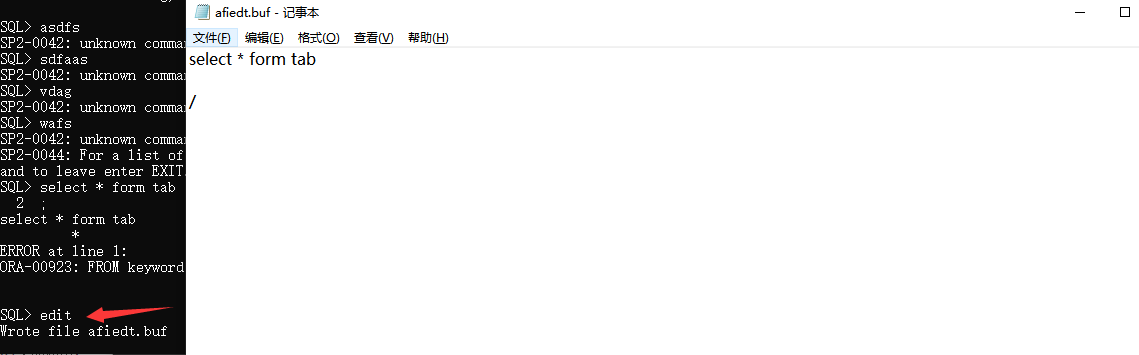 SQL> asdfs
SP2-0042: unknown comma
SQL> sdfaas
SP2-0042: unknown comma
SQL> vdag
SP2-0042: unknown comma
SQL> wafs
SP2-0042: unknown comma
SP2-0044: For a list of
and to leave enter EXIT.
SQL> select * form tab
2 ;
select * form tab
*
ERROR at line 1:
ORA-00923: FROM keyword
SQL> edit
Wrote file afiedt.buf
afiedt.buf - 记事本
文件(F) 编辑(E) 格式(O) 查看(V) 帮助(H)
select * form tab
/